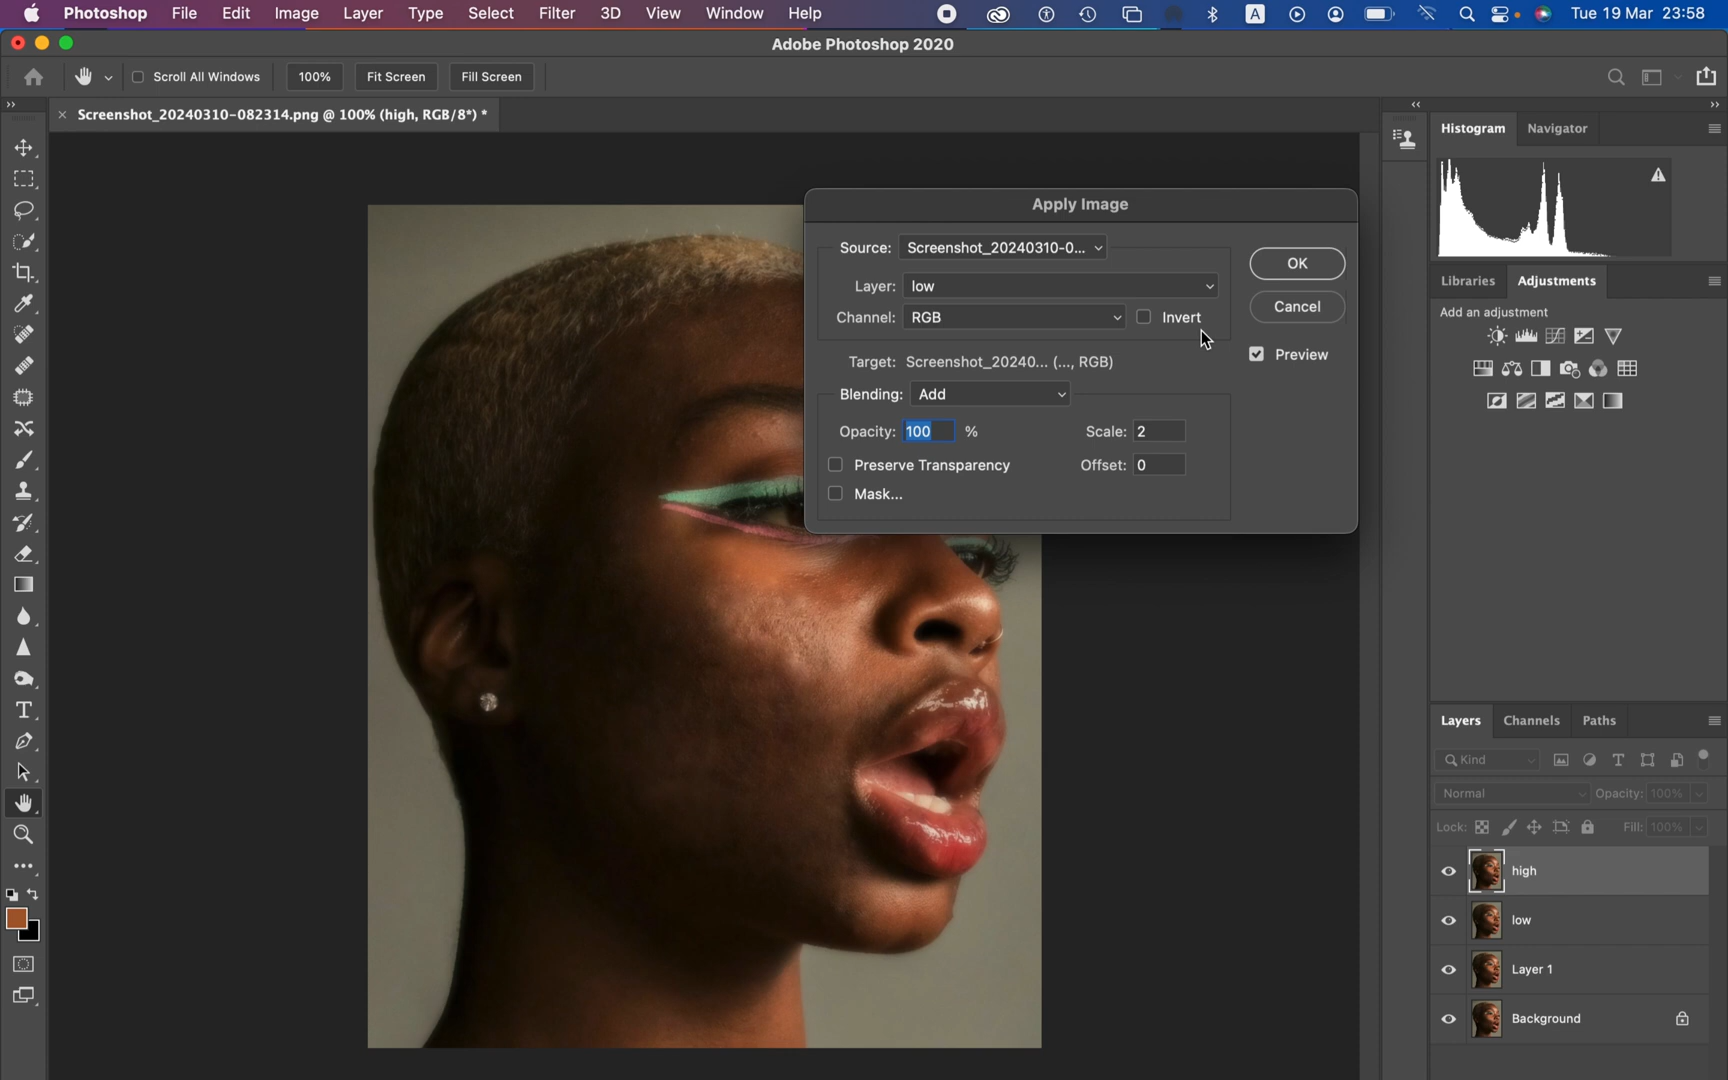 Photoshop File Edit Image Layer Type Select Filter 3D View Window Help A Tue 19 Mar 23:58
Adobe Photoshop 2020
Scroll All Windows 100% Fit Screen Fill Screen
Screenshot_20240310-082314.png @ 100% (high, RGB/8*) *
Apply Image
Source: Screenshot_20240310-0...
Layer: low
Channel: RGB Invert
Target: Screenshot_20240... (..., RGB)
Blending: Add
Opacity: 100 % Scale: 2
Preserve Transparency Offset: 0
Mask...
OK
Cancel
Preview
Histogram Navigator
Libraries Adjustments
Add an adjustment
Layers Channels Paths
Kind
Normal Opacity: 100%
Lock: Fill: 100%
high
low
Layer 1
Background